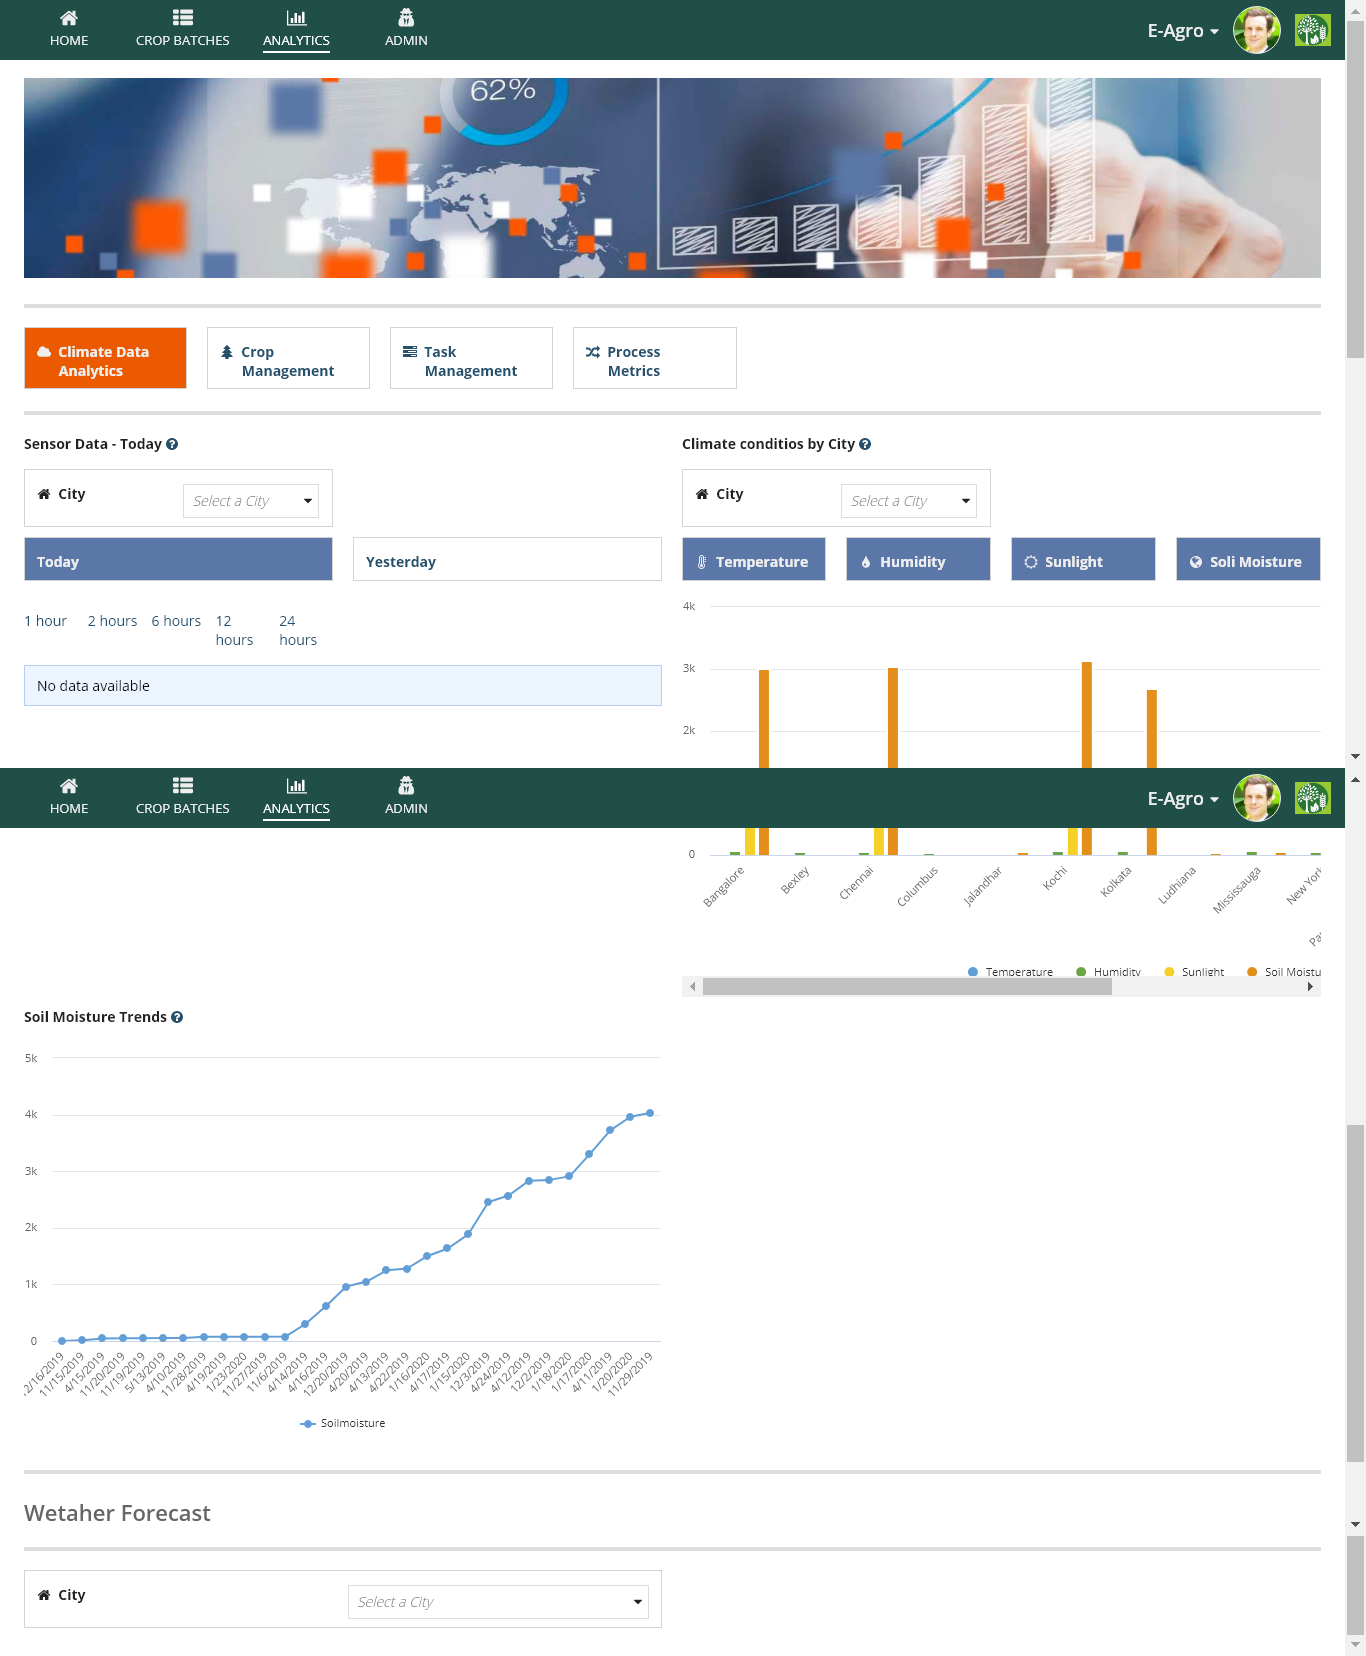 HOME
CROP BATCHES
ANALYTICS
ADMIN
E-Agro
62%
Climate Data
Analytics
Crop
Management
Task
Management
Process
Metrics
Sensor Data - Today
City
Select a City
Today
Yesterday
1 hour
2 hours
6 hours
12
hours
24
hours
No data available
Climate conditios by City
City
Select a City
Temperature
Humidity
Sunlight
Soli Moisture
4k
3k
2k
HOME
CROP BATCHES
ANALYTICS
ADMIN
E-Agro
0
Bangalore
Bexley
Chennai
Columbus
Jalandhar
Kochi
Kolkata
Ludhiana
Mississauga
New York
Temperature
Humidity
Sunlight
Soil Moistu
Soil Moisture Trends
5k
4k
3k
2k
1k
0
2/16/2019
11/15/2019
4/15/2019
11/20/2019
11/19/2019
5/13/2019
4/10/2019
11/28/2019
4/19/2019
1/23/2020
11/27/2019
11/6/2019
4/14/2019
4/16/2019
12/20/2019
4/20/2019
4/13/2019
4/22/2019
1/16/2020
4/17/2019
1/15/2020
12/3/2019
4/24/2019
4/12/2019
12/2/2019
1/18/2020
1/17/2020
4/11/2019
1/20/2020
11/29/2019
Soilmoisture
Wetaher Forecast
City
Select a City